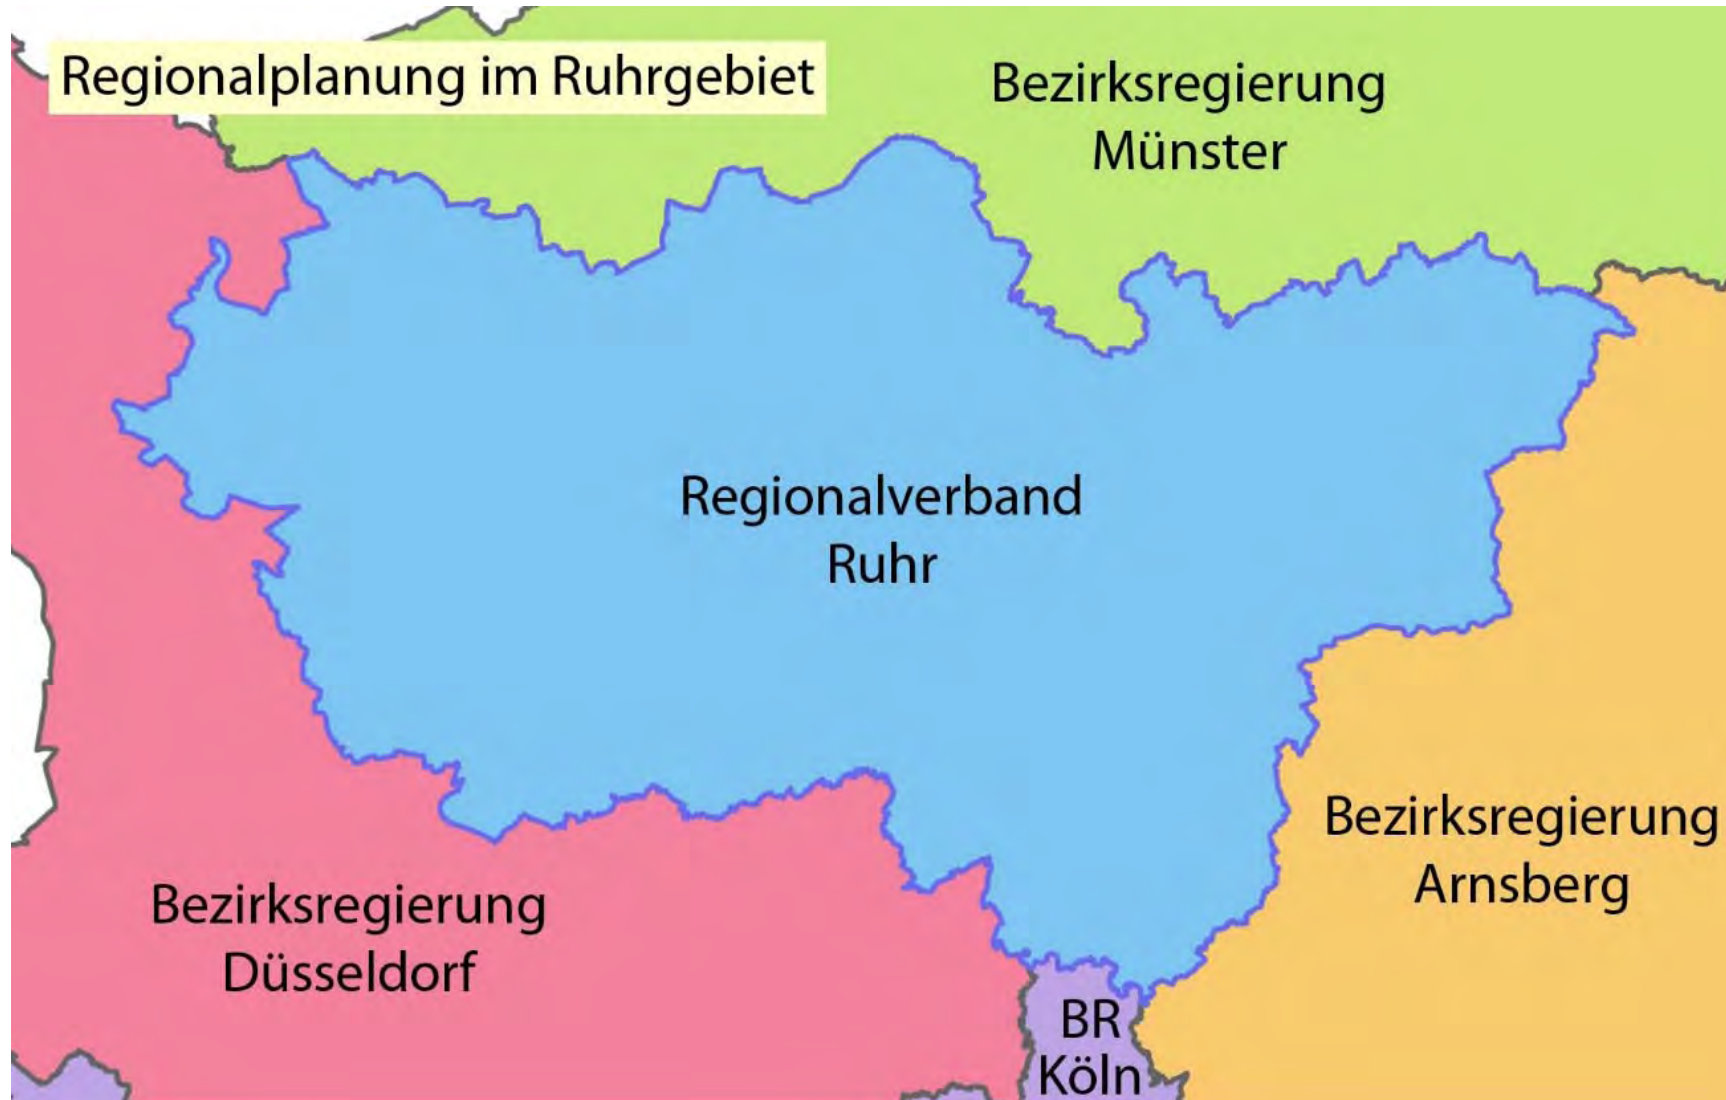 Regionalplanung im Ruhrgebiet
Bezirksregierung
Münster
Regionalverband
Ruhr
Bezirksregierung
Arnsberg
Bezirksregierung
Düsseldorf
BR
Köln